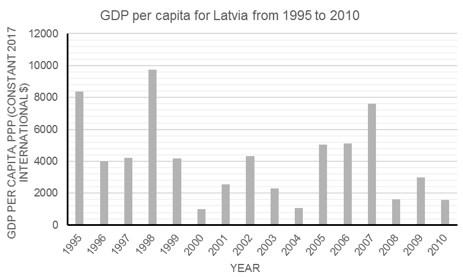 GDP per capita for Latvia from 1995 to 2010
GDP PER CAPITA, PPP (CONSTANT 2017
INTERNATIONAL $)
12000
10000
8000
6000
4000
2000
0
1995 1996 1997 1998 1999 2000 2001 2002 2003 2004 2005 2006 2007 2008 2009 2010
YEAR